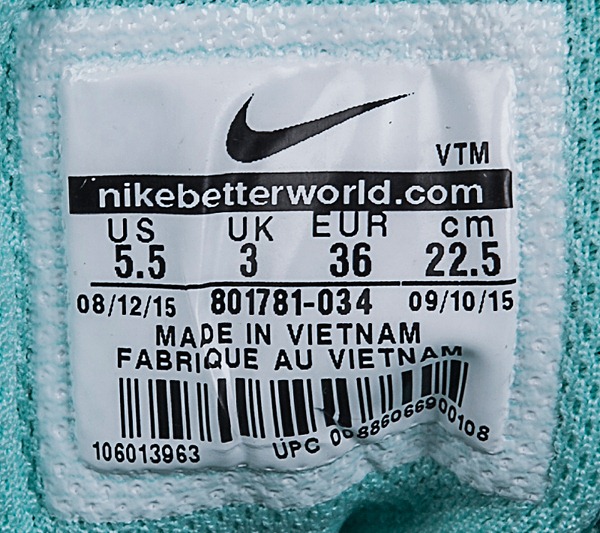 VTM
nikebetterworld.com
US UK EUR cm
5.5 3 36 22.5
08/12/15 801781-034 09/10/15
MADE IN VIETNAM
FABRIQUE AU VIETNAM
106013963 UPC 00886066900108